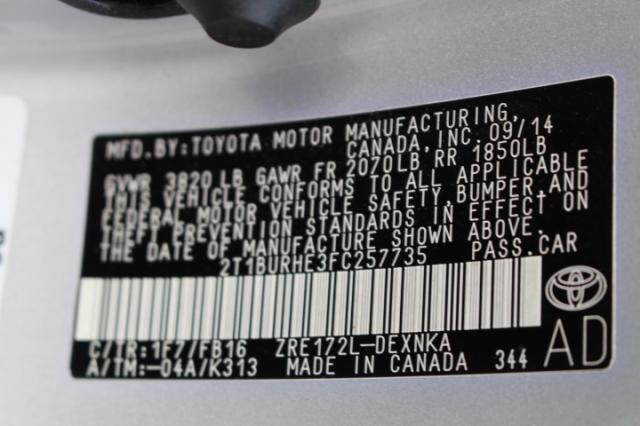 MFD. BY: TOYOTA MOTOR MANUFACTURING,
CANADA, INC. 09/14
GVWR 3820 LB GAWR FR 2070LB RR 1850LB
THIS VEHICLE CONFORMS TO ALL APPLICABLE
FEDERAL MOTOR VEHICLE SAFETY, BUMPER, AND
THEFT PREVENTION STANDARDS IN EFFECT ON
THE DATE OF MANUFACTURE SHOWN ABOVE.
2T1BURHE3FC257735 PASS. CAR
C/TR: 1F7/FB16 ZRE172L-DEXNKA
A/TM: -04A/K313 MADE IN CANADA 344
AD